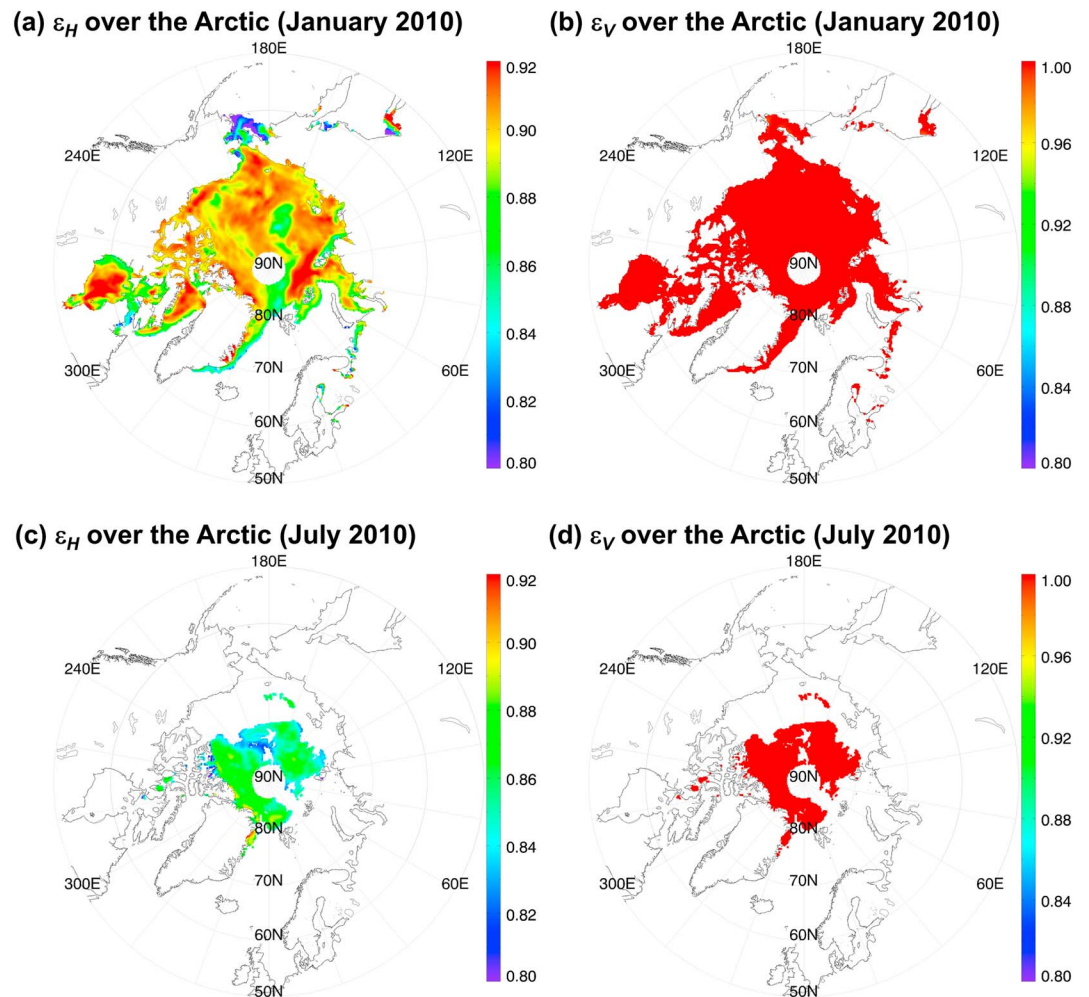 (a) εH over the Arctic (January 2010)
180E
240E
120E
90N
80N
70N
60N
50N
300E
60E
0.92
0.90
0.88
0.86
0.84
0.82
0.80
(b) εV over the Arctic (January 2010)
180E
240E
120E
90N
80N
70N
60N
50N
300E
60E
1.00
0.96
0.92
0.88
0.84
0.80
(c) εH over the Arctic (July 2010)
180E
240E
120E
90N
80N
70N
60N
50N
300E
60E
0.92
0.90
0.88
0.86
0.84
0.82
0.80
(d) εV over the Arctic (July 2010)
180E
240E
120E
90N
80N
70N
60N
50N
300E
60E
1.00
0.96
0.92
0.88
0.84
0.80